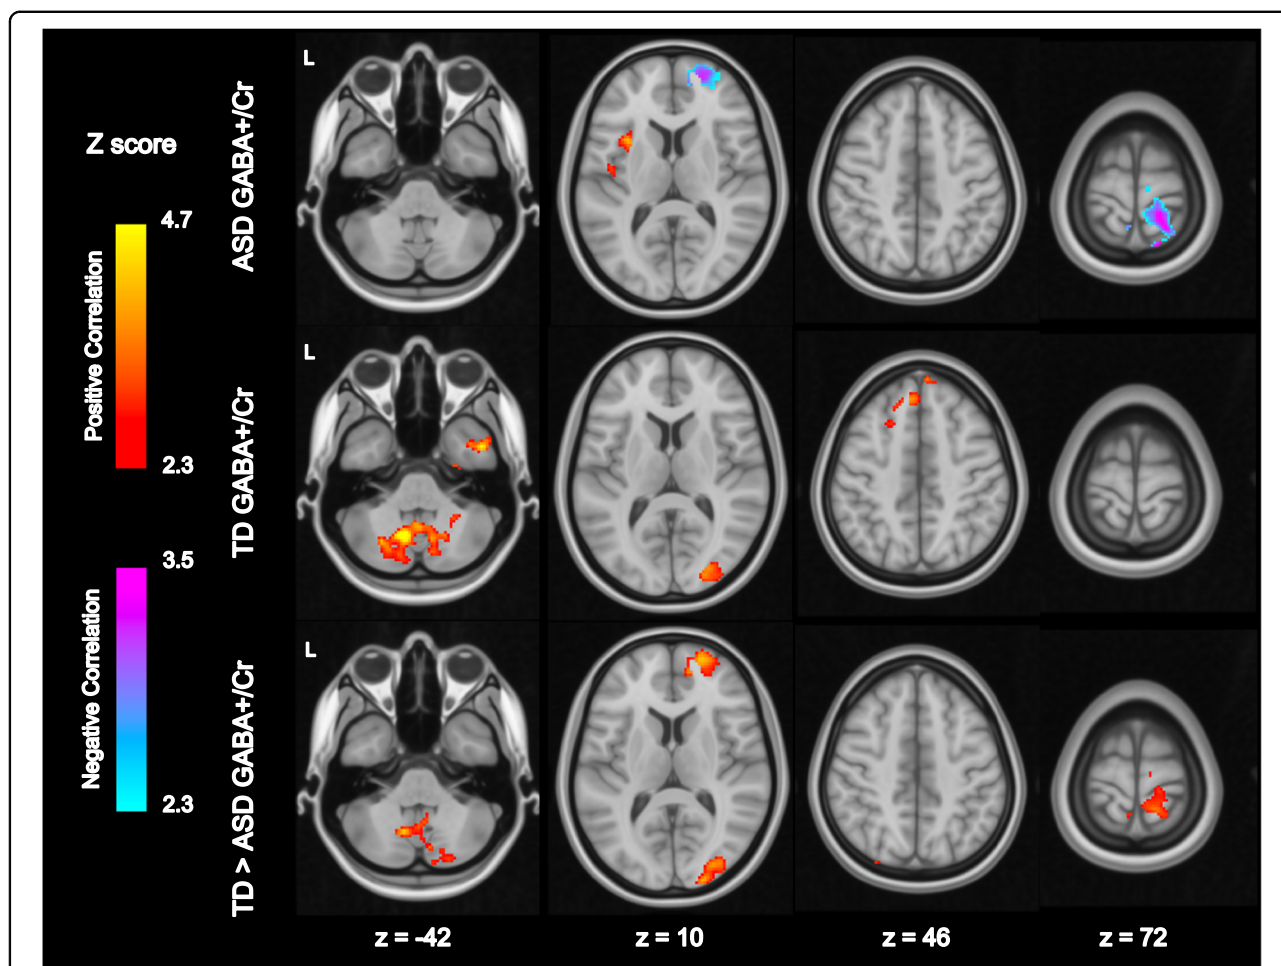 L
Z score
ASD GABA+/Cr
4.7
Positive Correlation
2.3
L
TD GABA+/Cr
3.5
Negative Correlation
2.3
L
TD > ASD GABA+/Cr
z = -42
z = 10
z = 46
z = 72